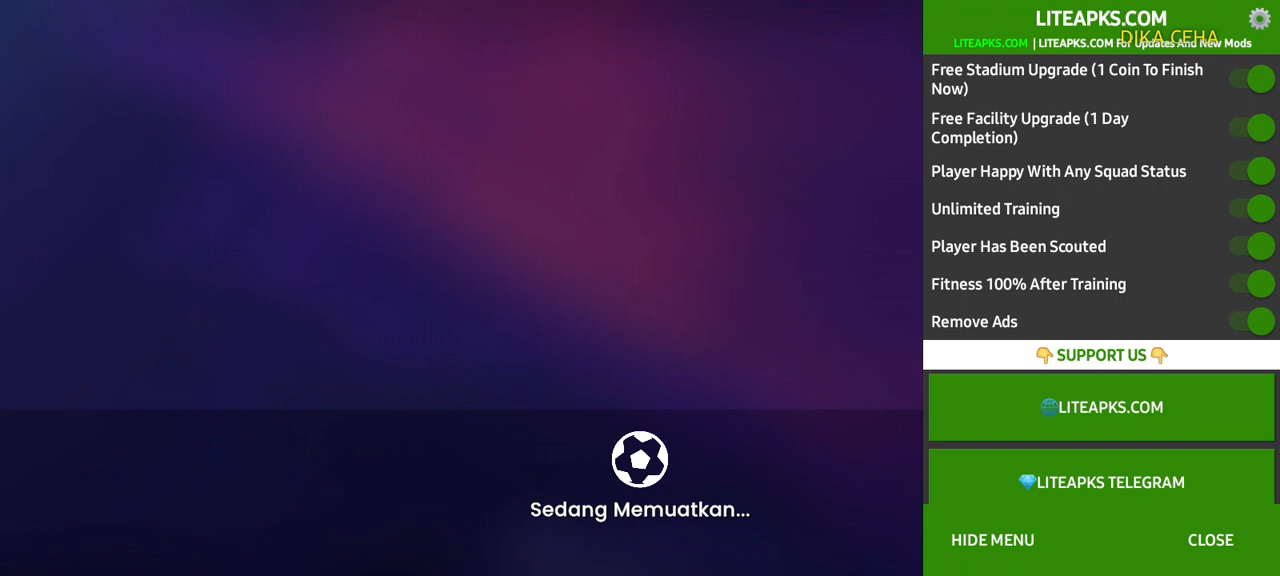 LITEAPKS.COM
DIKA CEHA
LITEAPKS.COM | LITEAPKS.COM For Updates And New Mods
Free Stadium Upgrade (1 Coin To Finish
Now)
Free Facility Upgrade (1 Day
Completion)
Player Happy With Any Squad Status
Unlimited Training
Player Has Been Scouted
Fitness 100% After Training
Remove Ads
👇 SUPPORT US 👇
🌐LITEAPKS.COM
💎LITEAPKS TELEGRAM
HIDE MENU CLOSE
Sedang Memuatkan...